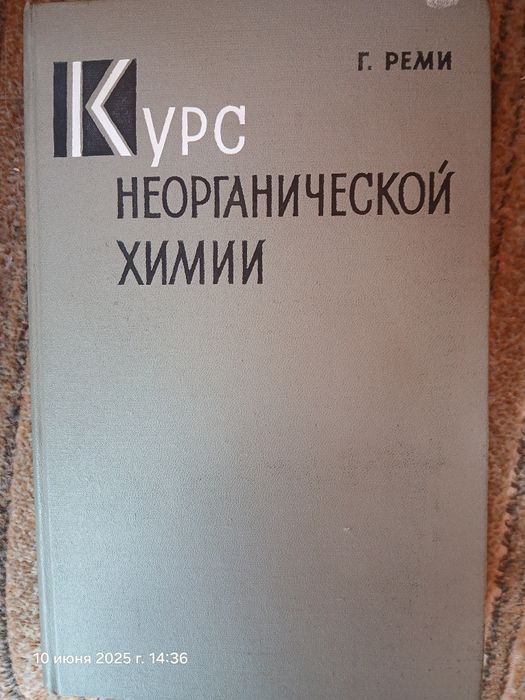 Г. РЕМИ
Курс
НЕОРГАНИЧЕСКОЙ
ХИМИИ
10 июня 2025 г. 14:36